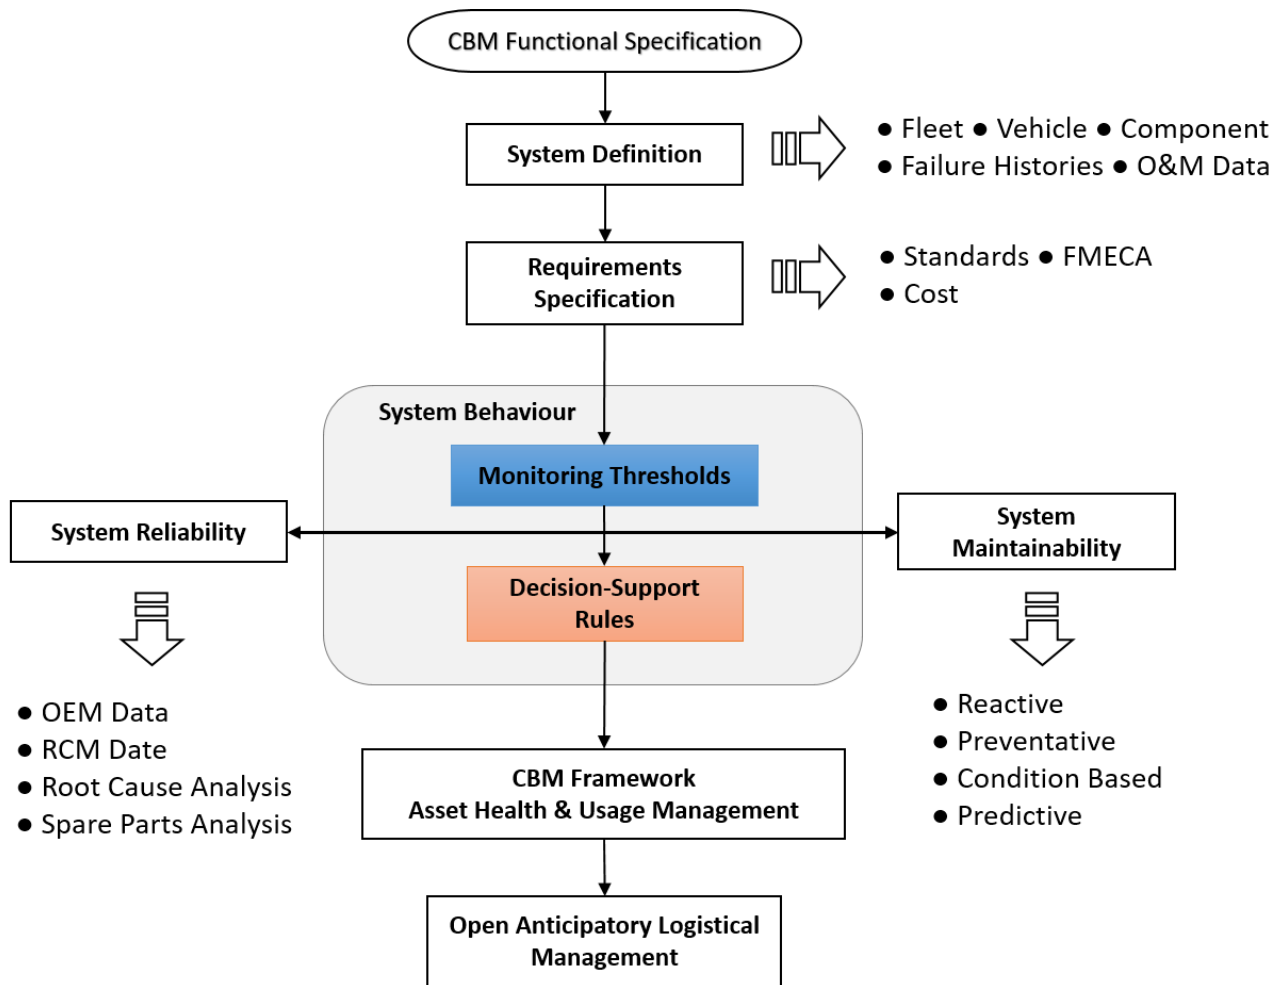 CBM Functional Specification
System Definition
● Fleet ● Vehicle ● Component
● Failure Histories ● O&M Data
Requirements
Specification
● Standards ● FMECA
● Cost
System Behaviour
Monitoring Thresholds
System Reliability
System
Maintainability
Decision-Support
Rules
● OEM Data
● RCM Date
● Root Cause Analysis
● Spare Parts Analysis
● Reactive
● Preventative
● Condition Based
● Predictive
CBM Framework
Asset Health & Usage Management
Open Anticipatory Logistical
Management